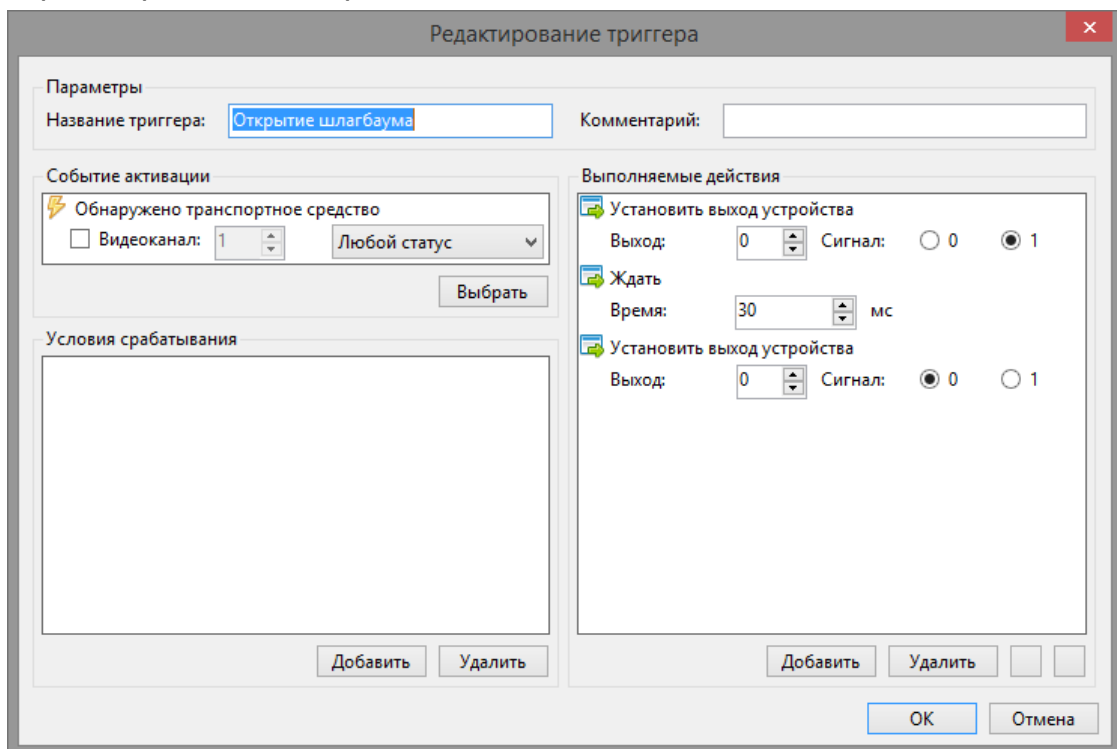 Редактирование триггера
Параметры
Название триггера: Открытие шлагбаума Комментарий:
Событие активации
Обнаружено транспортное средство
Видеоканал: 1 Любой статус
Выбрать
Условия срабатывания
Добавить Удалить
Выполняемые действия
Установить выход устройства
Выход: 0 Сигнал: 0 1
Ждать
Время: 30 мс
Установить выход устройства
Выход: 0 Сигнал: 0 1
Добавить Удалить
ОК Отмена